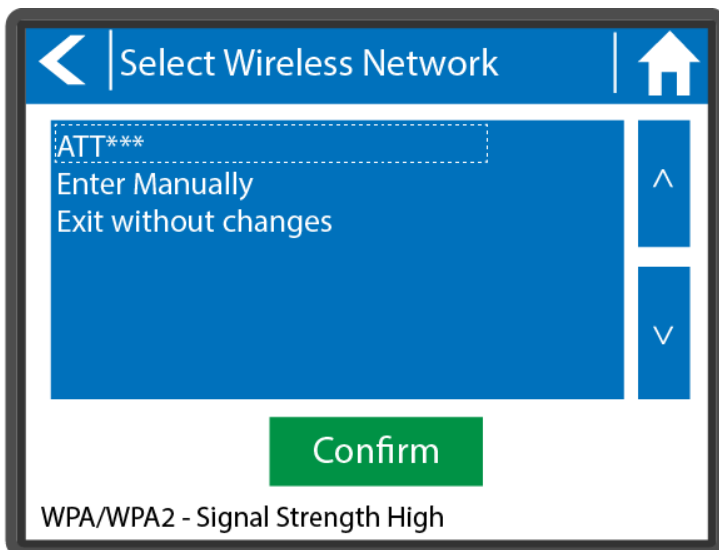 Select Wireless Network
ATT***
Enter Manually
Exit without changes
Confirm
WPA/WPA2 - Signal Strength High